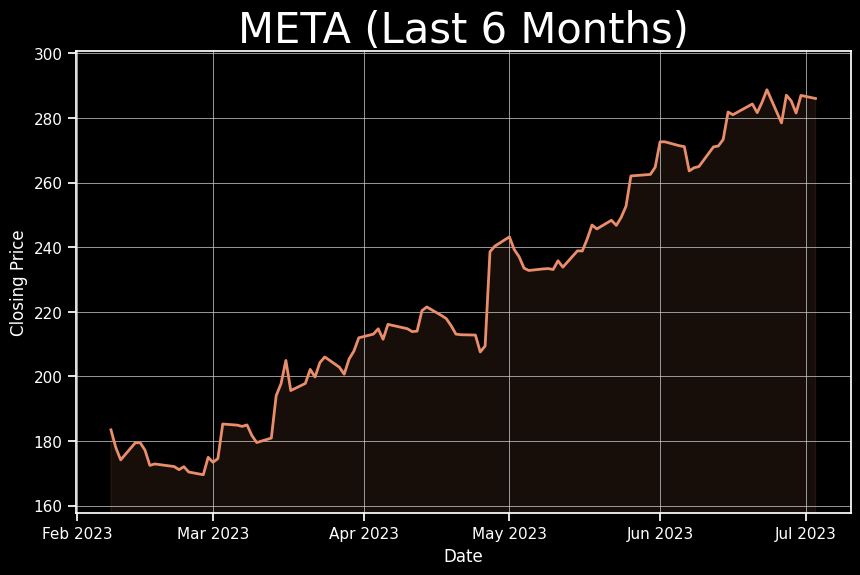 META (Last 6 Months)
Closing Price
300
280
260
240
220
200
180
160
Feb 2023
Mar 2023
Apr 2023
May 2023
Jun 2023
Jul 2023
Date